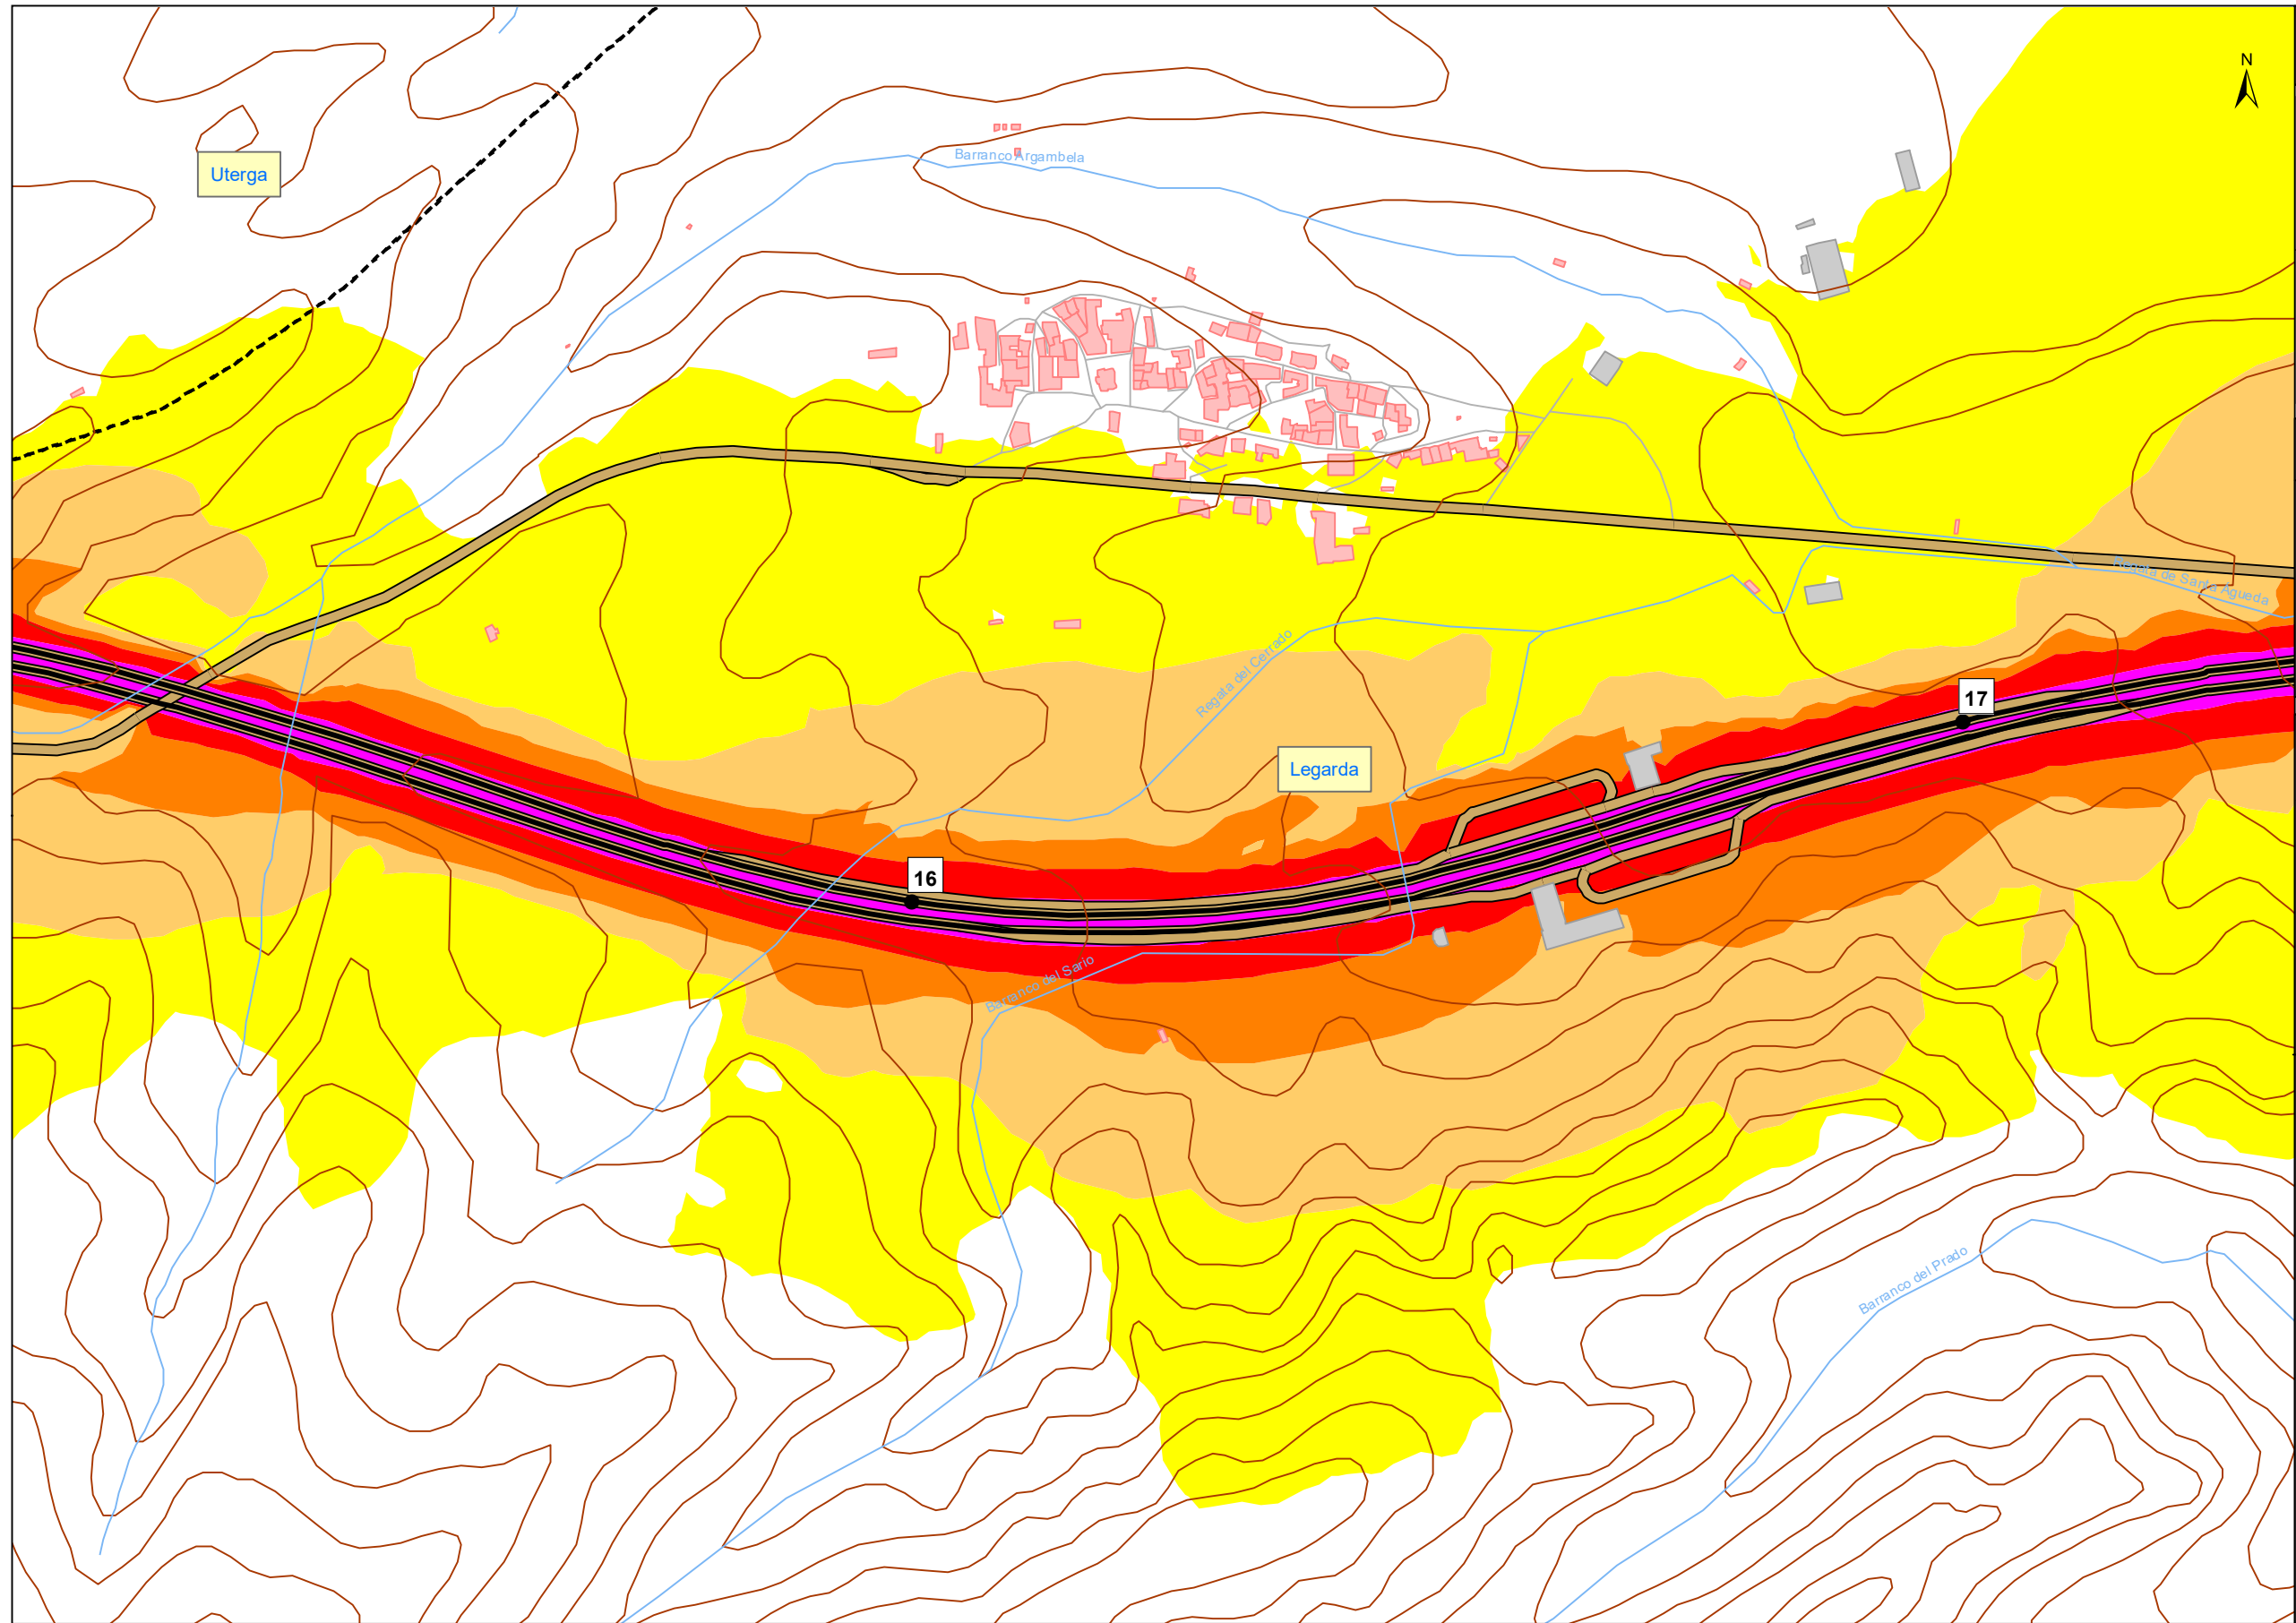 N
Barranco Argambela
Uterga
Regata de Santa Agueda
Regata del Cerrado
17
Legarda
16
Barranco del Sario
Barranco del Prado